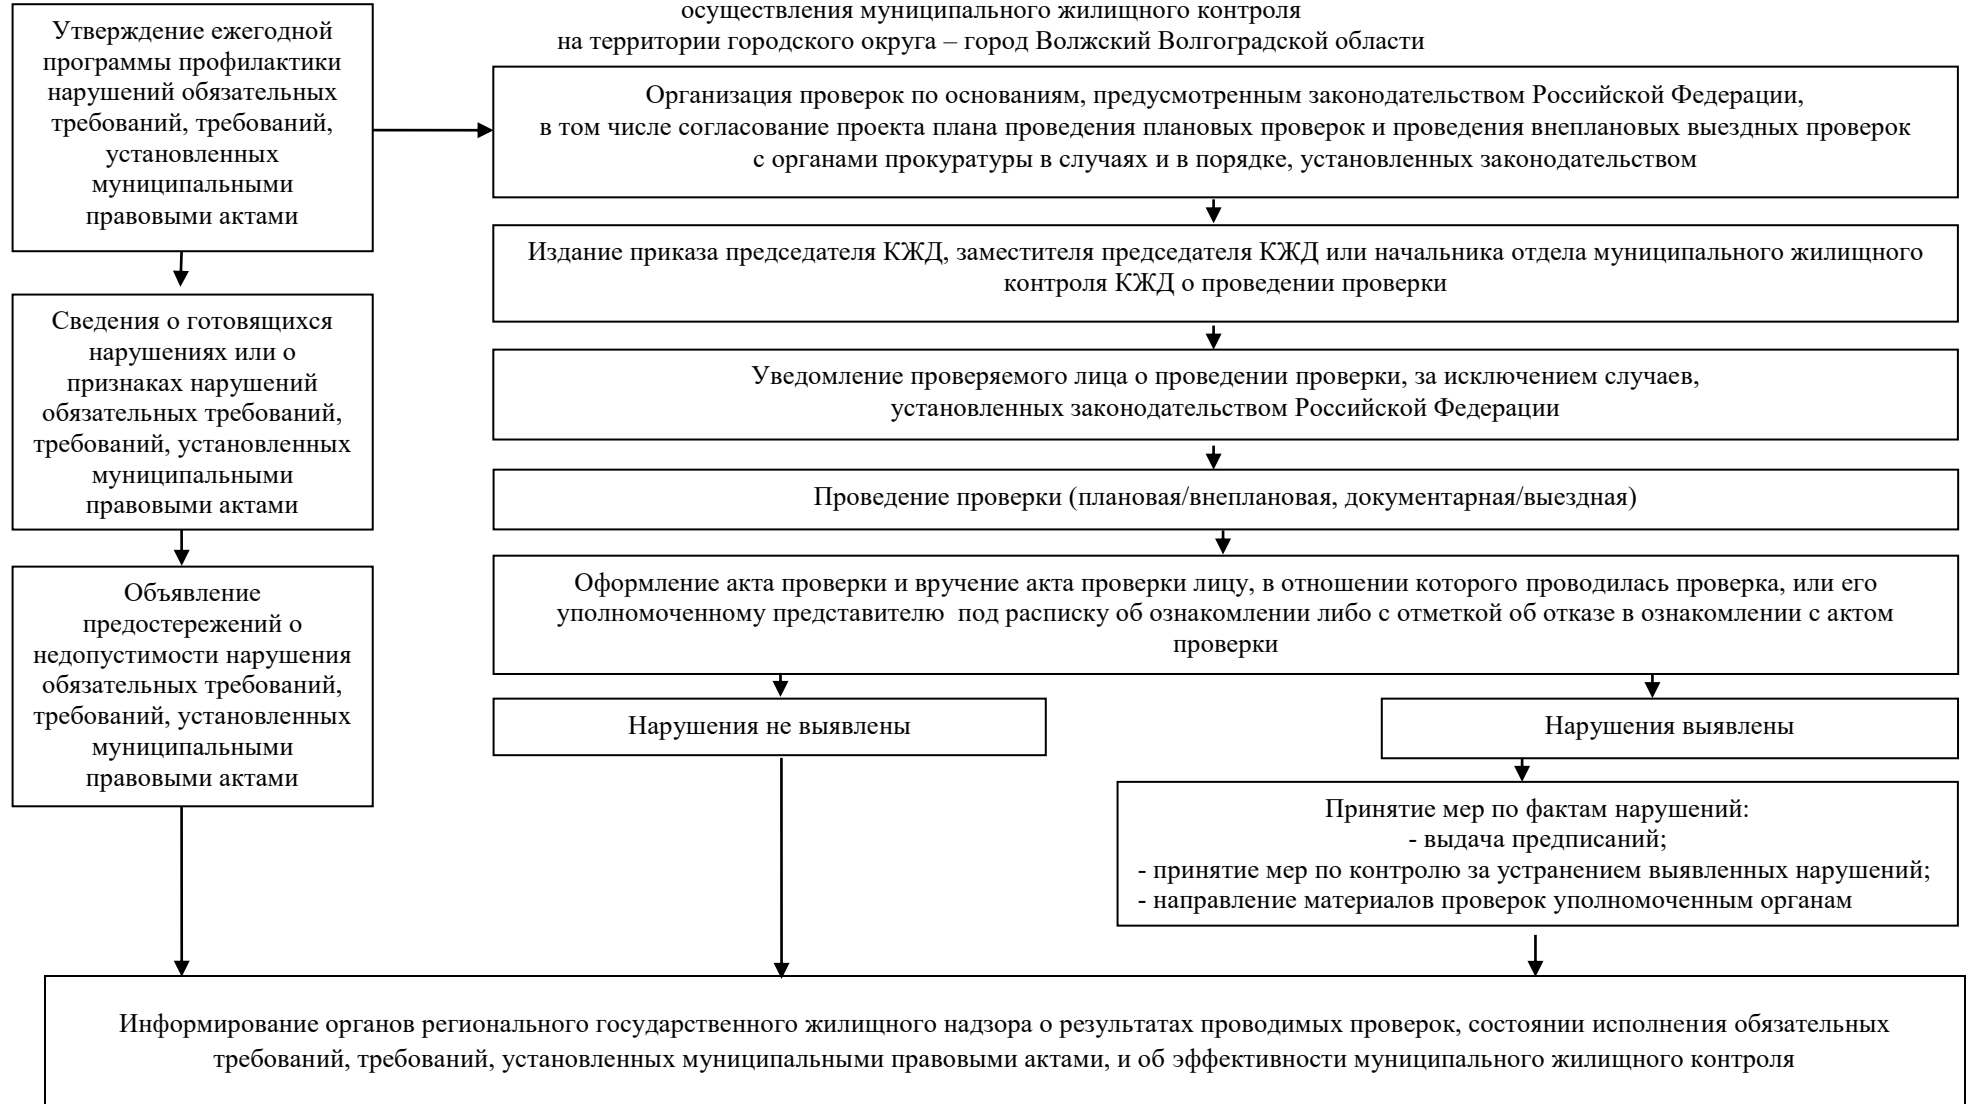 осуществления муниципального жилищного контроля
на территории городского округа – город Волжский Волгоградской области
Утверждение ежегодной
программы профилактики
нарушений обязательных
требований, требований,
установленных
муниципальными
правовыми актами
Сведения о готовящихся
нарушениях или о
признаках нарушений
обязательных требований,
требований, установленных
муниципальными
правовыми актами
Объявление
предостережений о
недопустимости нарушения
обязательных требований,
требований, установленных
муниципальными
правовыми актами
Организация проверок по основаниям, предусмотренным законодательством Российской Федерации,
в том числе согласование проекта плана проведения плановых проверок и проведения внеплановых выездных проверок
с органами прокуратуры в случаях и в порядке, установленных законодательством
Издание приказа председателя КЖД, заместителя председателя КЖД или начальника отдела муниципального жилищного
контроля КЖД о проведении проверки
Уведомление проверяемого лица о проведении проверки, за исключением случаев,
установленных законодательством Российской Федерации
Проведение проверки (плановая/внеплановая, документарная/выездная)
Оформление акта проверки и вручение акта проверки лицу, в отношении которого проводилась проверка, или его
уполномоченному представителю под расписку об ознакомлении либо с отметкой об отказе в ознакомлении с актом
проверки
Нарушения не выявлены
Нарушения выявлены
Принятие мер по фактам нарушений:
- выдача предписаний;
- принятие мер по контролю за устранением выявленных нарушений;
- направление материалов проверок уполномоченным органам
Информирование органов регионального государственного жилищного надзора о результатах проводимых проверок, состоянии исполнения обязательных
требований, требований, установленных муниципальными правовыми актами, и об эффективности муниципального жилищного контроля